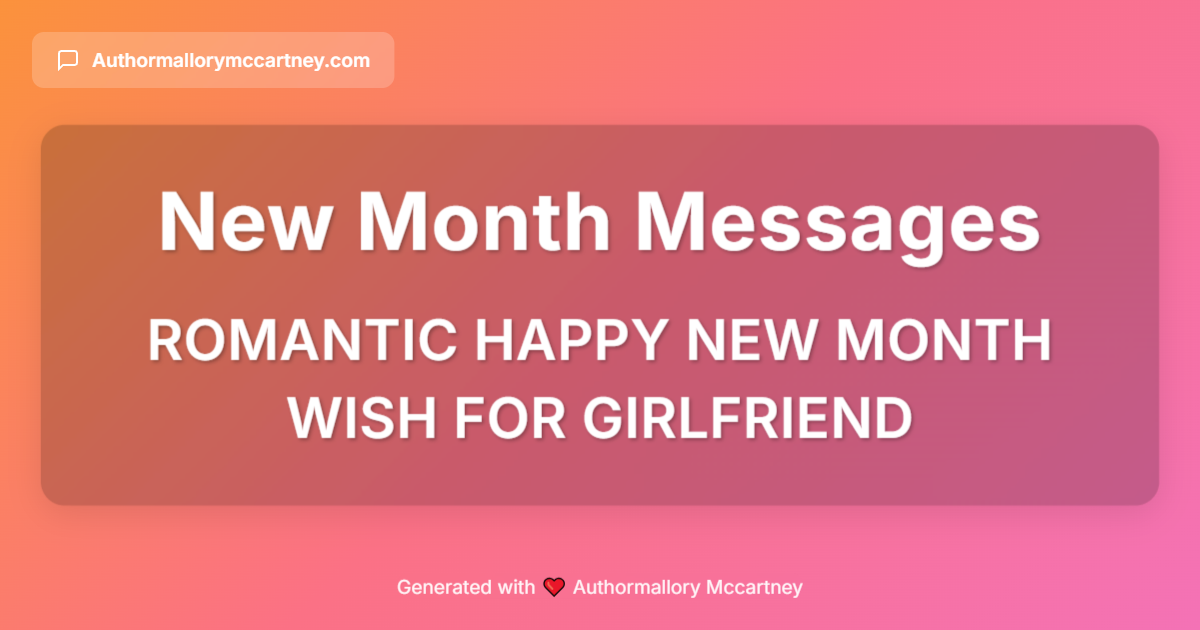 Authormallorymccartney.com
New Month Messages
ROMANTIC HAPPY NEW MONTH
WISH FOR GIRLFRIEND
Generated with ❤️ Authormallory Mccartney